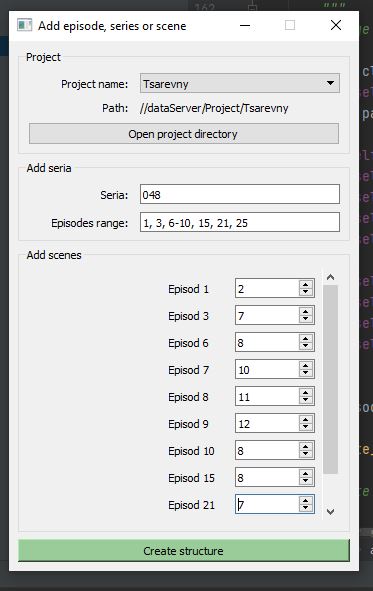 162 """
Add episode, series or scene
Project
Project name: Tsarevny
Path: //dataServer/Project/Tsarevny
Open project directory
Add seria
Seria: 048
Episodes range: 1, 3, 6-10, 15, 21, 25
Add scenes
Episod 1 2
Episod 3 7
Episod 6 8
Episod 7 10
Episod 8 11
Episod 9 12
Episod 10 8
Episod 15 8
Episod 21 7
Create structure